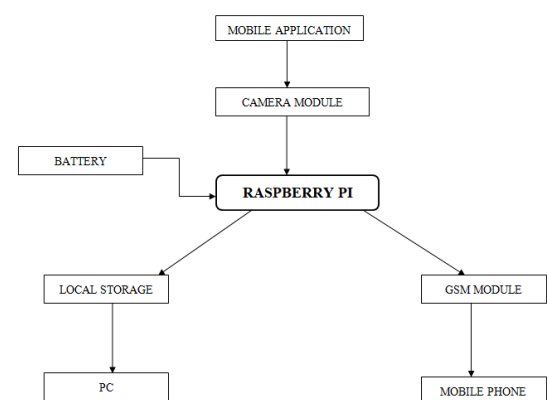 MOBILE APPLICATION
CAMERA MODULE
BATTERY
RASPBERRY PI
LOCAL STORAGE
GSM MODULE
PC
MOBILE PHONE